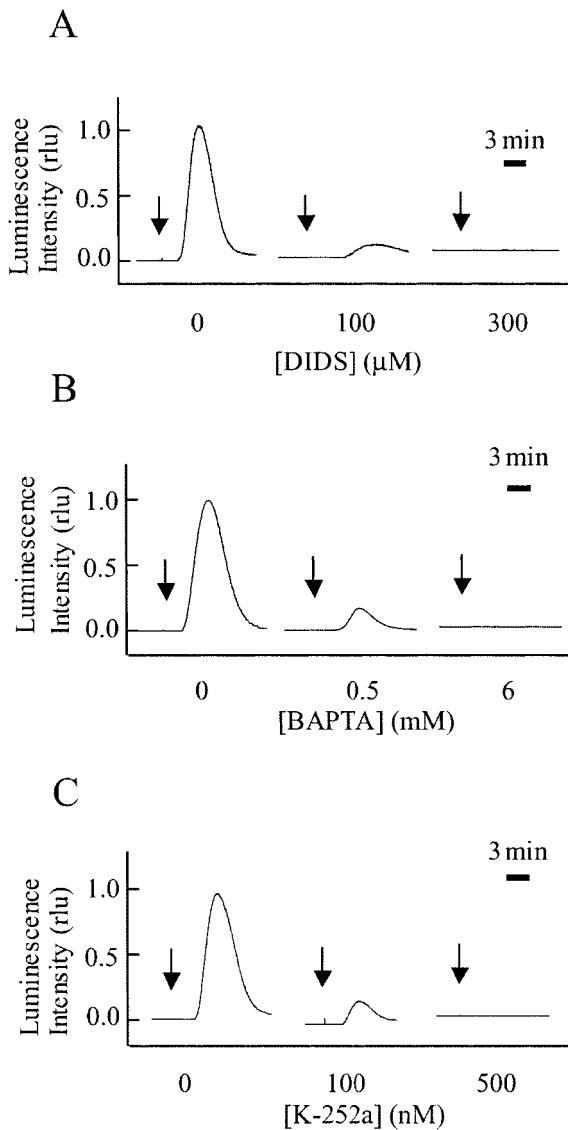 A
Luminescence
Intensity (rlu)
1.0
0.5
0.0
3 min
0 100 300
[DIDS] (μM)
B
Luminescence
Intensity (rlu)
1.0
0.5
0.0
3 min
0 0.5 6
[BAPTA] (mM)
C
Luminescence
Intensity (rlu)
1.0
0.5
0.0
3 min
0 100 500
[K-252a] (nM)